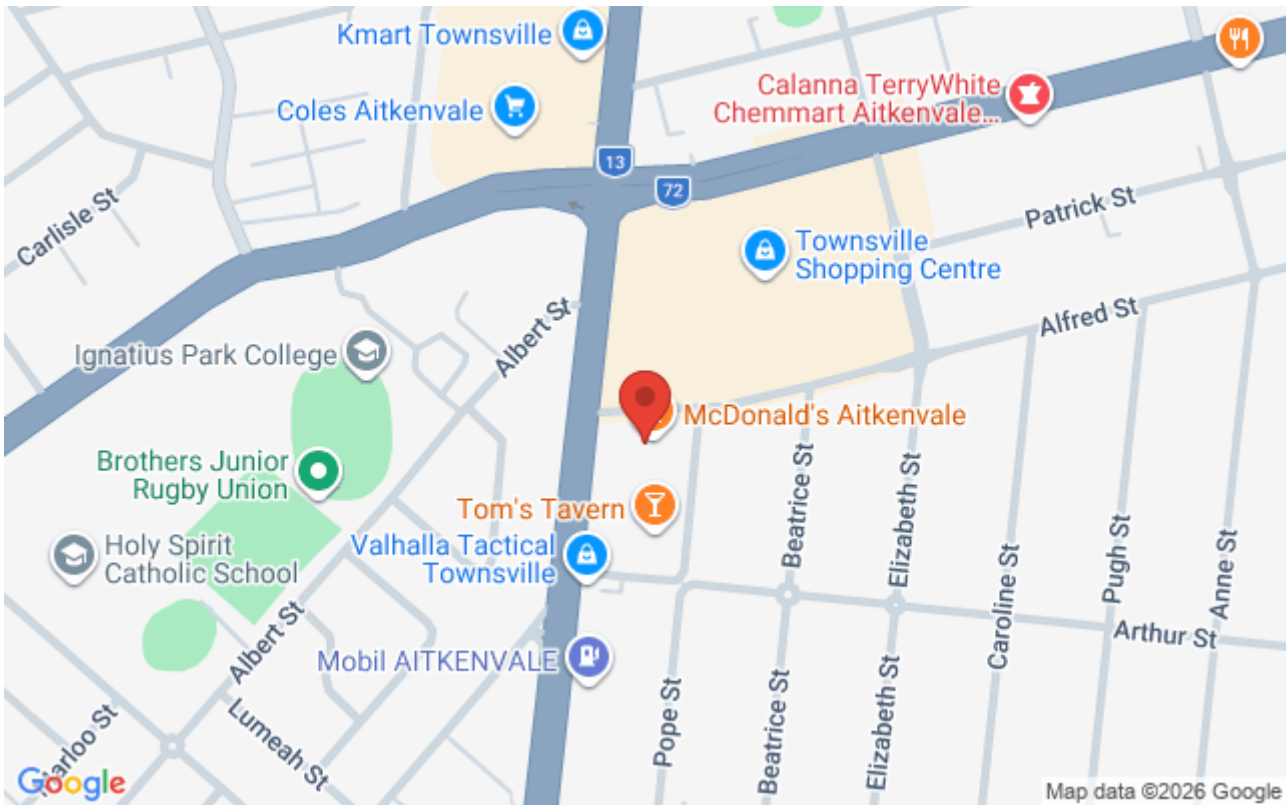 Kmart Townsville
Coles Aitkenvale
Calanna TerryWhite
Chemmart Aitkenvale...
13
72
Carlisle St
Patrick St
Townsville
Shopping Centre
Albert St
Alfred St
Ignatius Park College
McDonald's Aitkenvale
Brothers Junior
Rugby Union
Tom's Tavern
Beatrice St
Elizabeth St
Valhalla Tactical
Townsville
Holy Spirit
Catholic School
Caroline St
Pugh St
Anne St
Arthur St
Albert St
Mobil AITKENVALE
Lumeah St
Pope St
Beatrice St
Elizabeth St
Google
Map data ©2026 Google